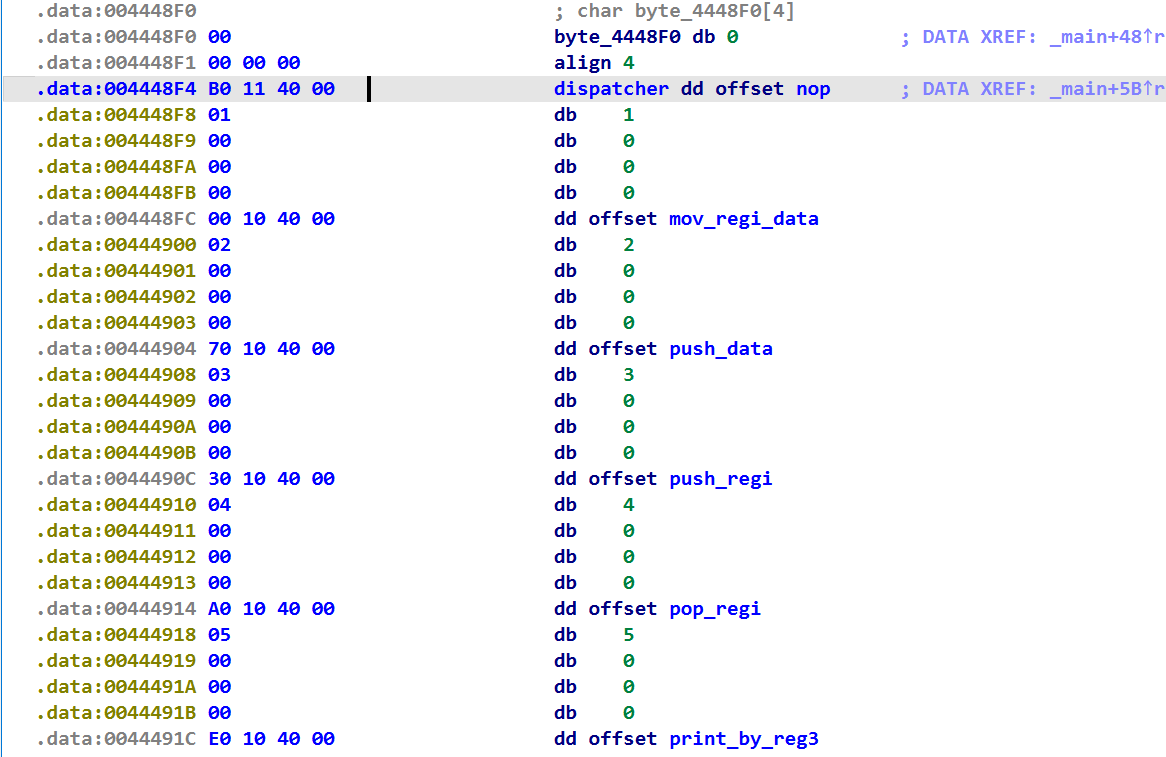 .data:004448F0 ; char byte_4448F0[4]
.data:004448F0 00 byte_4448F0 db 0 ; DATA XREF: _main+48↑r
.data:004448F1 00 00 00 align 4
.data:004448F4 B0 11 40 00 dispatcher dd offset nop ; DATA XREF: _main+5B↑r
.data:004448F8 01 db 1
.data:004448F9 00 db 0
.data:004448FA 00 db 0
.data:004448FB 00 db 0
.data:004448FC 00 10 40 00 dd offset mov_regi_data
.data:00444900 02 db 2
.data:00444901 00 db 0
.data:00444902 00 db 0
.data:00444903 00 db 0
.data:00444904 70 10 40 00 dd offset push_data
.data:00444908 03 db 3
.data:00444909 00 db 0
.data:0044490A 00 db 0
.data:0044490B 00 db 0
.data:0044490C 30 10 40 00 dd offset push_regi
.data:00444910 04 db 4
.data:00444911 00 db 0
.data:00444912 00 db 0
.data:00444913 00 db 0
.data:00444914 A0 10 40 00 dd offset pop_regi
.data:00444918 05 db 5
.data:00444919 00 db 0
.data:0044491A 00 db 0
.data:0044491B 00 db 0
.data:0044491C E0 10 40 00 dd offset print_by_reg3